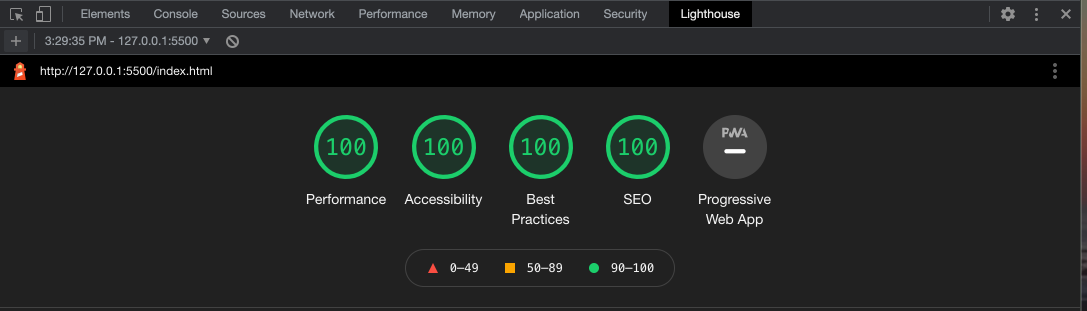 Elements Console Sources Network Performance Memory Application Security Lighthouse
3:29:35 PM - 127.0.0.1:5500
http://127.0.0.1:5500/index.html
100 100 100 100 PWA
Performance Accessibility Best Practices SEO Progressive Web App
0–49 50–89 90–100